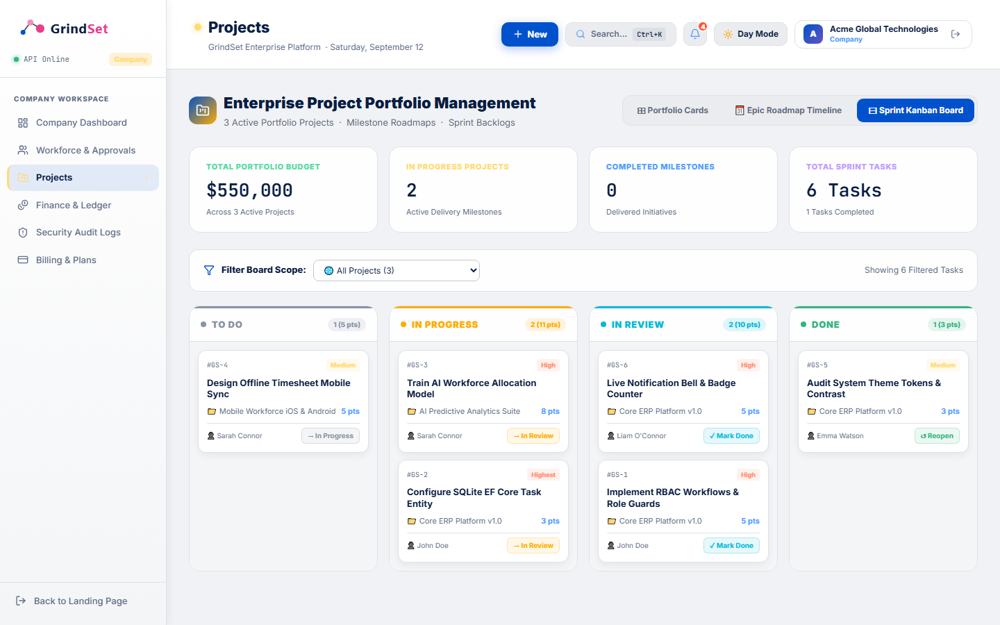 GrindSet
API Online
Company
COMPANY WORKSPACE
Company Dashboard
Workforce & Approvals
Projects
Finance & Ledger
Security Audit Logs
Billing & Plans
Back to Landing Page
Projects
GrindSet Enterprise Platform · Saturday, September 12
+ New
Search... Ctrl+K
4
Day Mode
A
Acme Global Technologies
Company
Enterprise Project Portfolio Management
3 Active Portfolio Projects · Milestone Roadmaps · Sprint Backlogs
Portfolio Cards
Epic Roadmap Timeline
Sprint Kanban Board
TOTAL PORTFOLIO BUDGET
$550,000
Across 3 Active Projects
IN PROGRESS PROJECTS
2
Active Delivery Milestones
COMPLETED MILESTONES
0
Delivered Initiatives
TOTAL SPRINT TASKS
6 Tasks
1 Tasks Completed
Filter Board Scope:
All Projects (3)
Showing 6 Filtered Tasks
TO DO
1 (5 pts)
#GS-4
Medium
Design Offline Timesheet Mobile
Sync
Mobile Workforce iOS & Android 5 pts
Sarah Connor
→ In Progress
IN PROGRESS
2 (11 pts)
#GS-3
High
Train AI Workforce Allocation
Model
AI Predictive Analytics Suite 8 pts
Sarah Connor
→ In Review
#GS-2
Highest
Configure SQLite EF Core Task
Entity
Core ERP Platform v1.0 3 pts
John Doe
→ In Review
IN REVIEW
2 (10 pts)
#GS-6
High
Live Notification Bell & Badge
Counter
Core ERP Platform v1.0 5 pts
Liam O'Connor
✓ Mark Done
#GS-1
High
Implement RBAC Workflows &
Role Guards
Core ERP Platform v1.0 5 pts
John Doe
✓ Mark Done
DONE
1 (3 pts)
#GS-5
Medium
Audit System Theme Tokens &
Contrast
Core ERP Platform v1.0 3 pts
Emma Watson
↺ Reopen